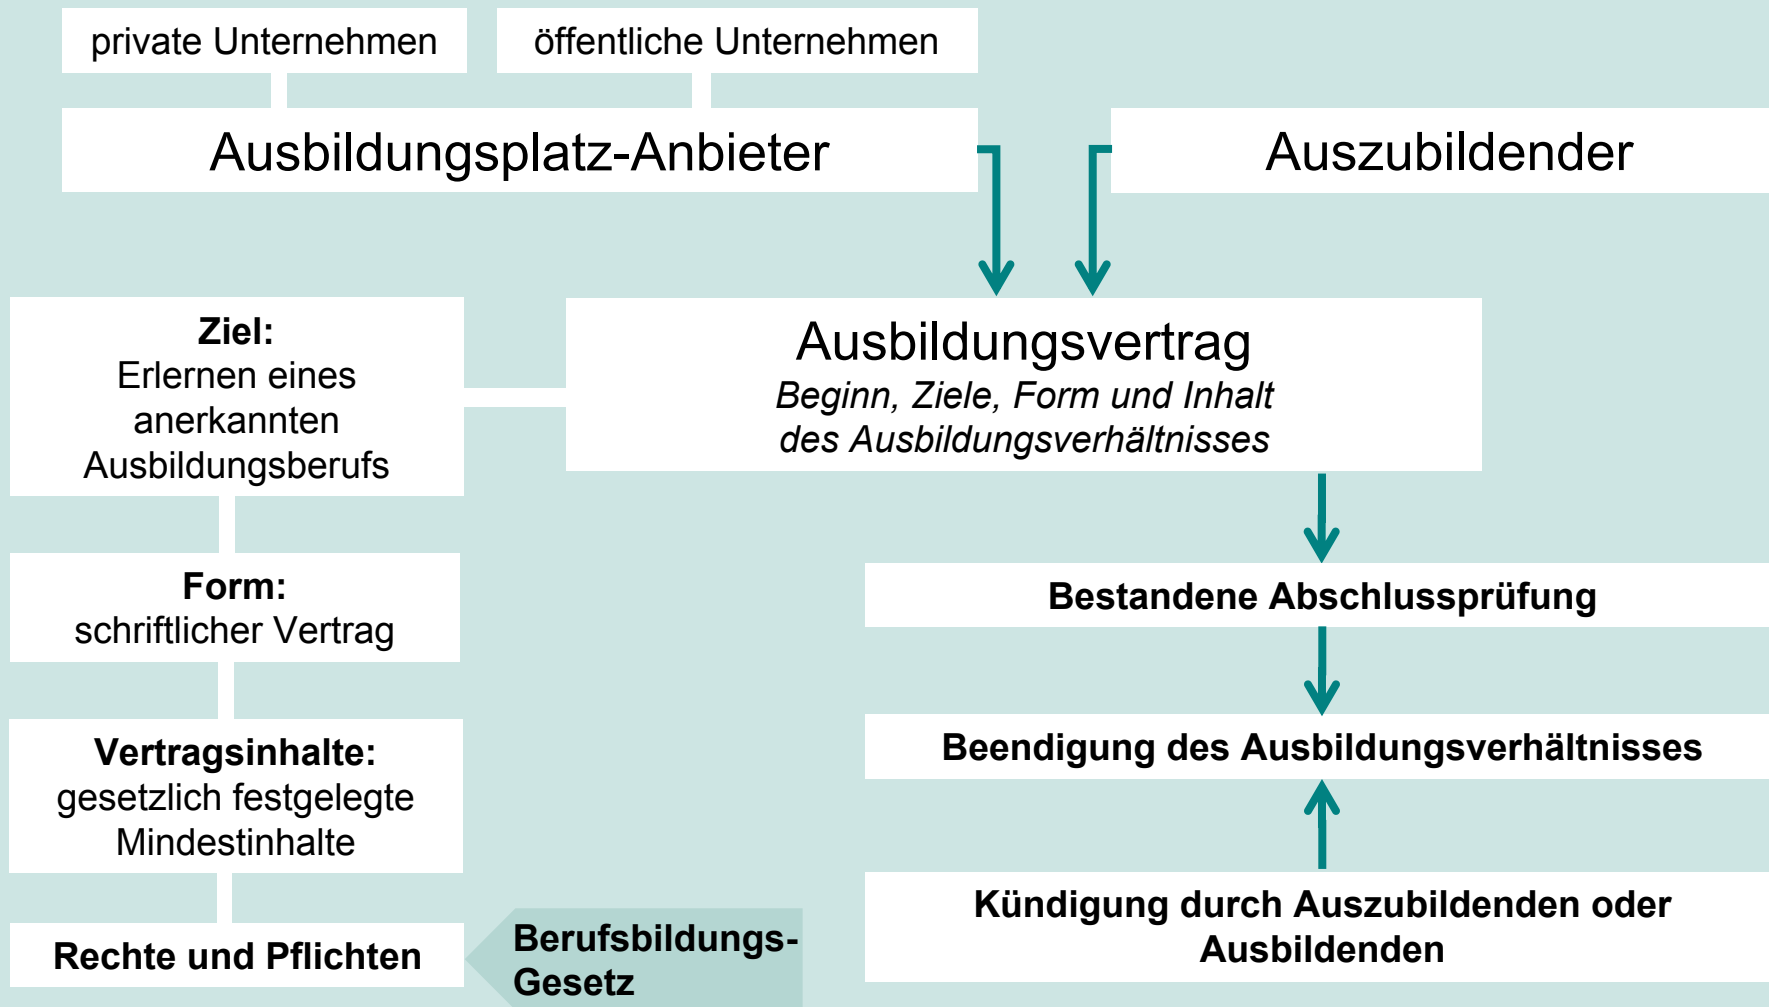 private Unternehmen
öffentliche Unternehmen
Ausbildungsplatz-Anbieter
Auszubildender
Ausbildungsvertrag
Beginn, Ziele, Form und Inhalt
des Ausbildungsverhältnisses
Ziel:
Erlernen eines
anerkannten
Ausbildungsberufs
Form:
schriftlicher Vertrag
Vertragsinhalte:
gesetzlich festgelegte
Mindestinhalte
Rechte und Pflichten
Berufsbildungs-
Gesetz
Bestandene Abschlussprüfung
Beendigung des Ausbildungsverhältnisses
Kündigung durch Auszubildenden oder
Ausbildenden